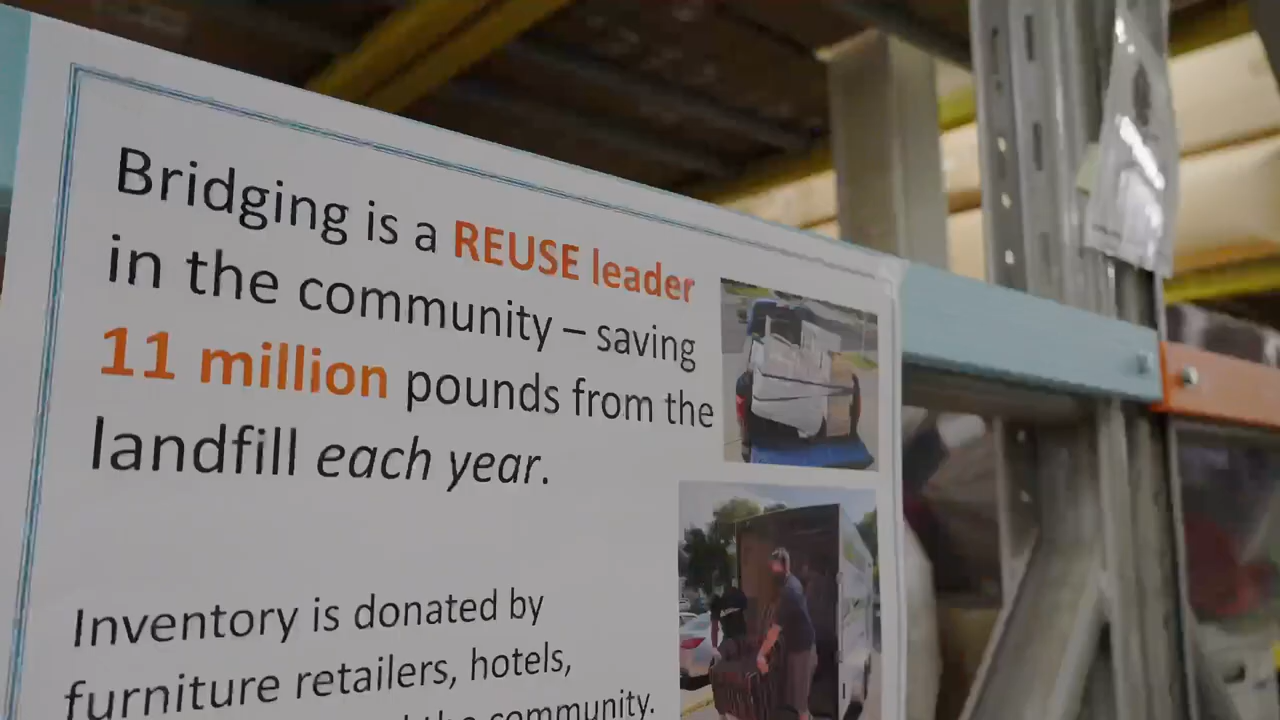 Bridging is a REUSE leader
in the community – saving
11 million pounds from the
landfill each year.
Inventory is donated by
furniture retailers, hotels,
the community.